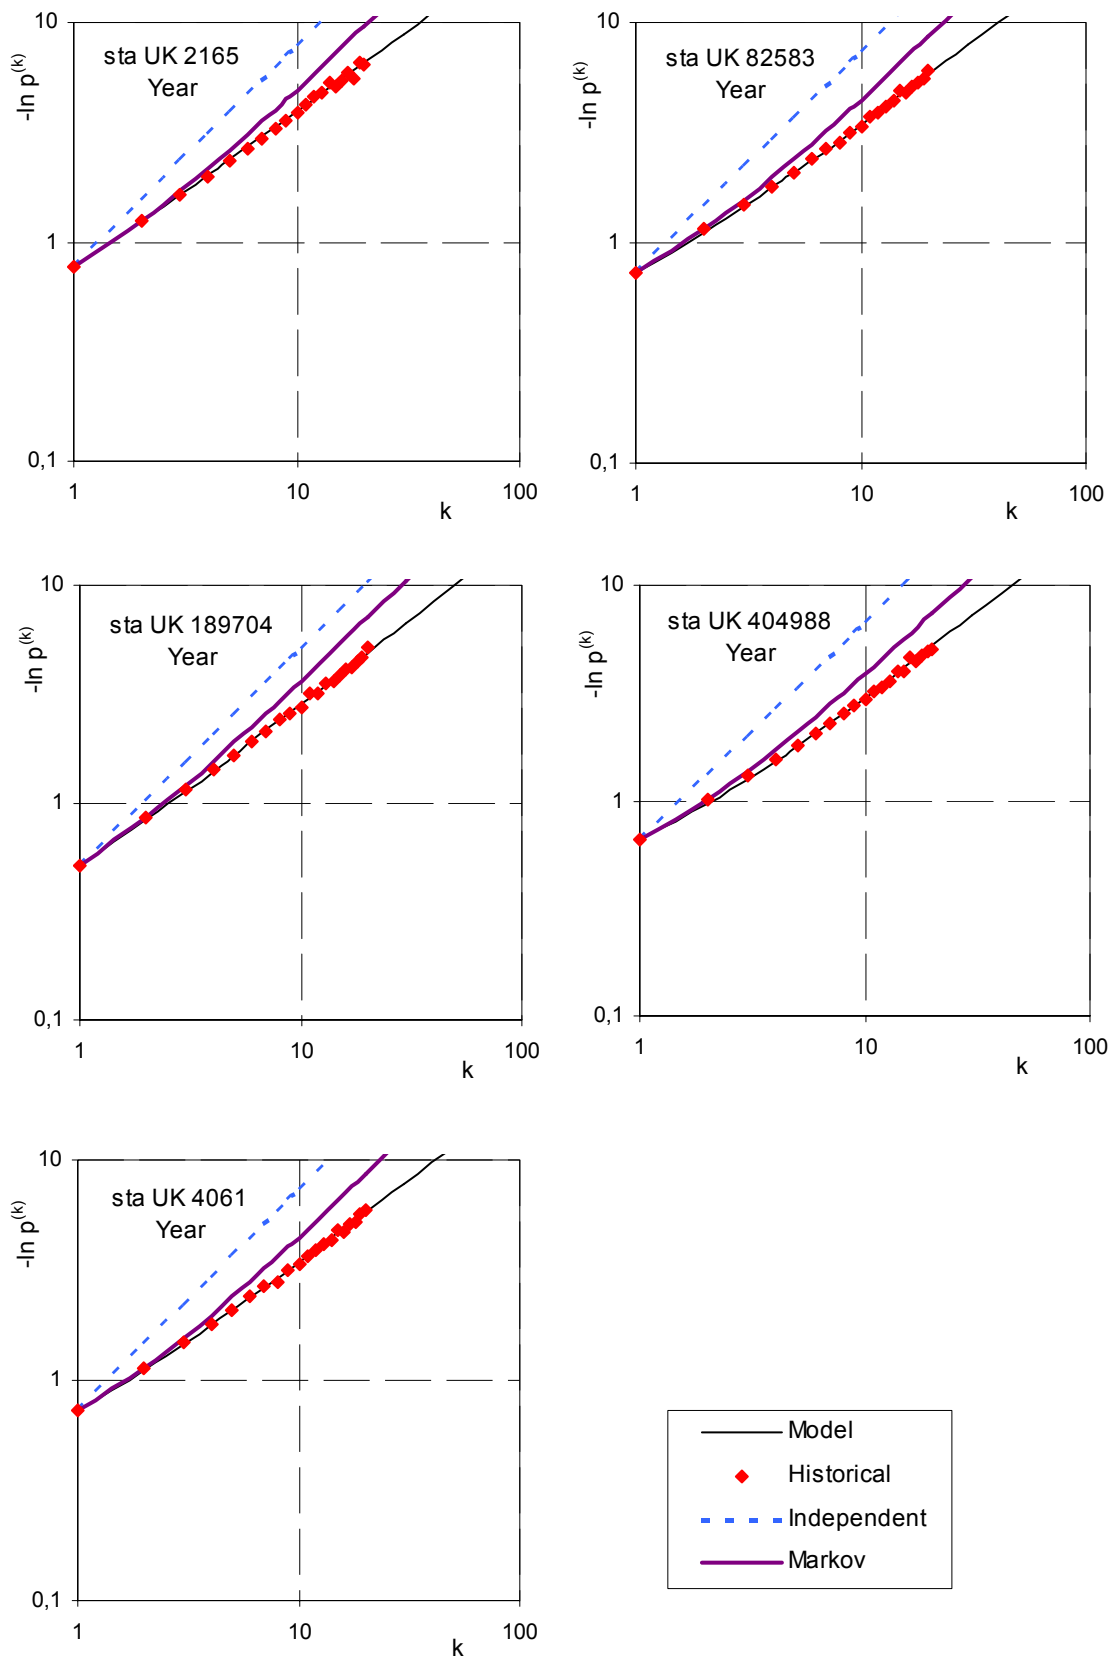 10
sta UK 2165
Year
-ln p(k)
1
0,1
1
10
100
k
10
sta UK 82583
Year
-ln p(k)
1
0,1
1
10
100
k
10
sta UK 189704
Year
-ln p(k)
1
0,1
1
10
100
k
10
sta UK 404988
Year
-ln p(k)
1
0,1
1
10
100
k
10
sta UK 4061
Year
-ln p(k)
1
0,1
1
10
100
k
Model
Historical
Independent
Markov